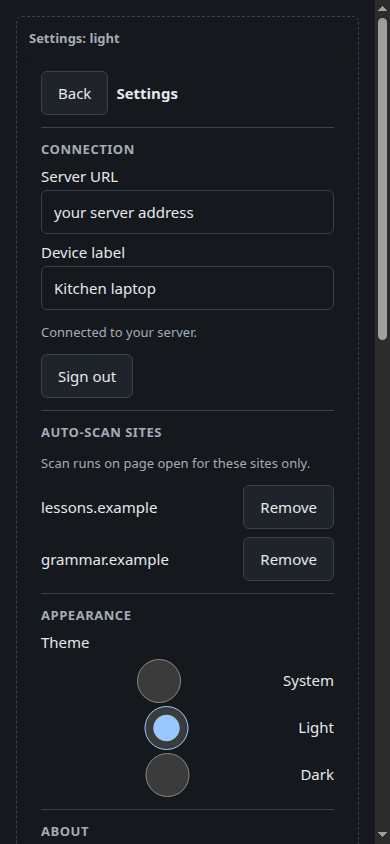 Settings: light
Back Settings
CONNECTION
Server URL
your server address
Device label
Kitchen laptop
Connected to your server.
Sign out
AUTO-SCAN SITES
Scan runs on page open for these sites only.
lessons.example Remove
grammar.example Remove
APPEARANCE
Theme
System
Light
Dark
ABOUT